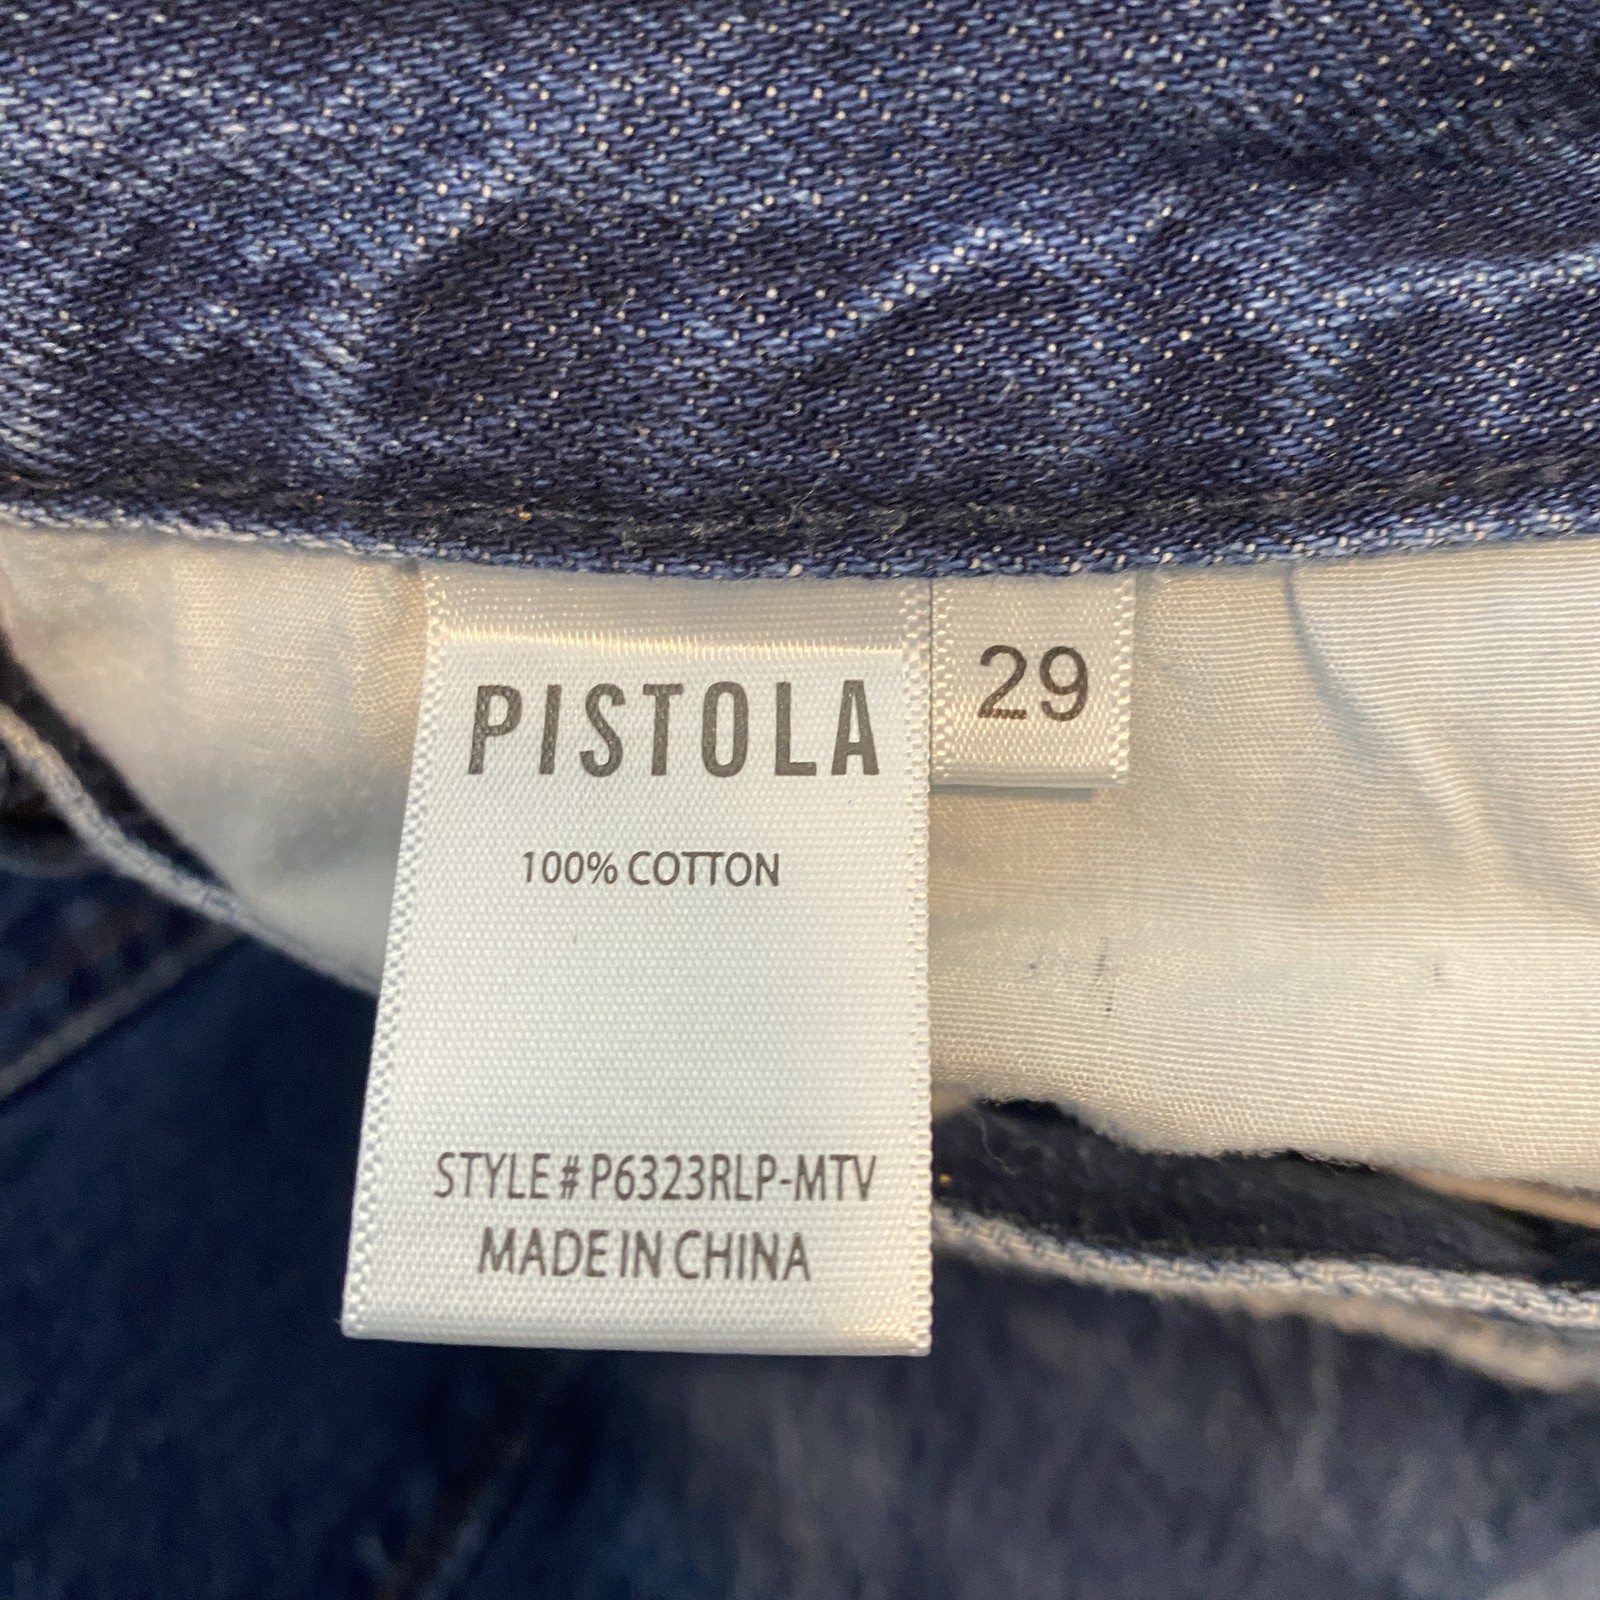 PISTOLA
29
100% COTTON
STYLE # P6323RLP-MTV
MADE IN CHINA